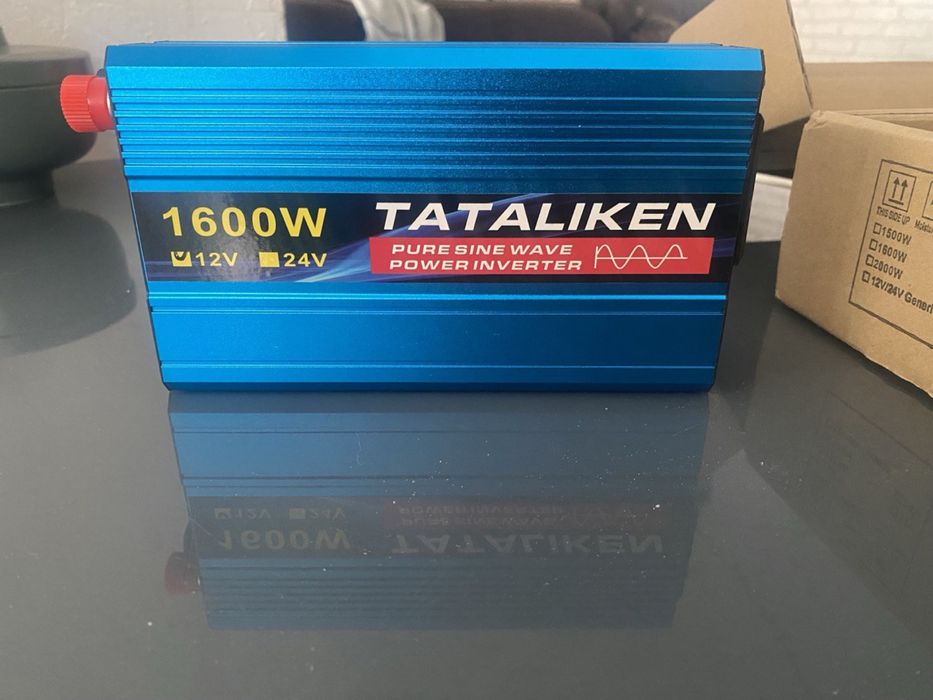 1600W
12V 24V
TATALIKEN
PURE SINE WAVE
POWER INVERTER
THIS SIDE UP
1500W
1600W
2000W
12V/24V